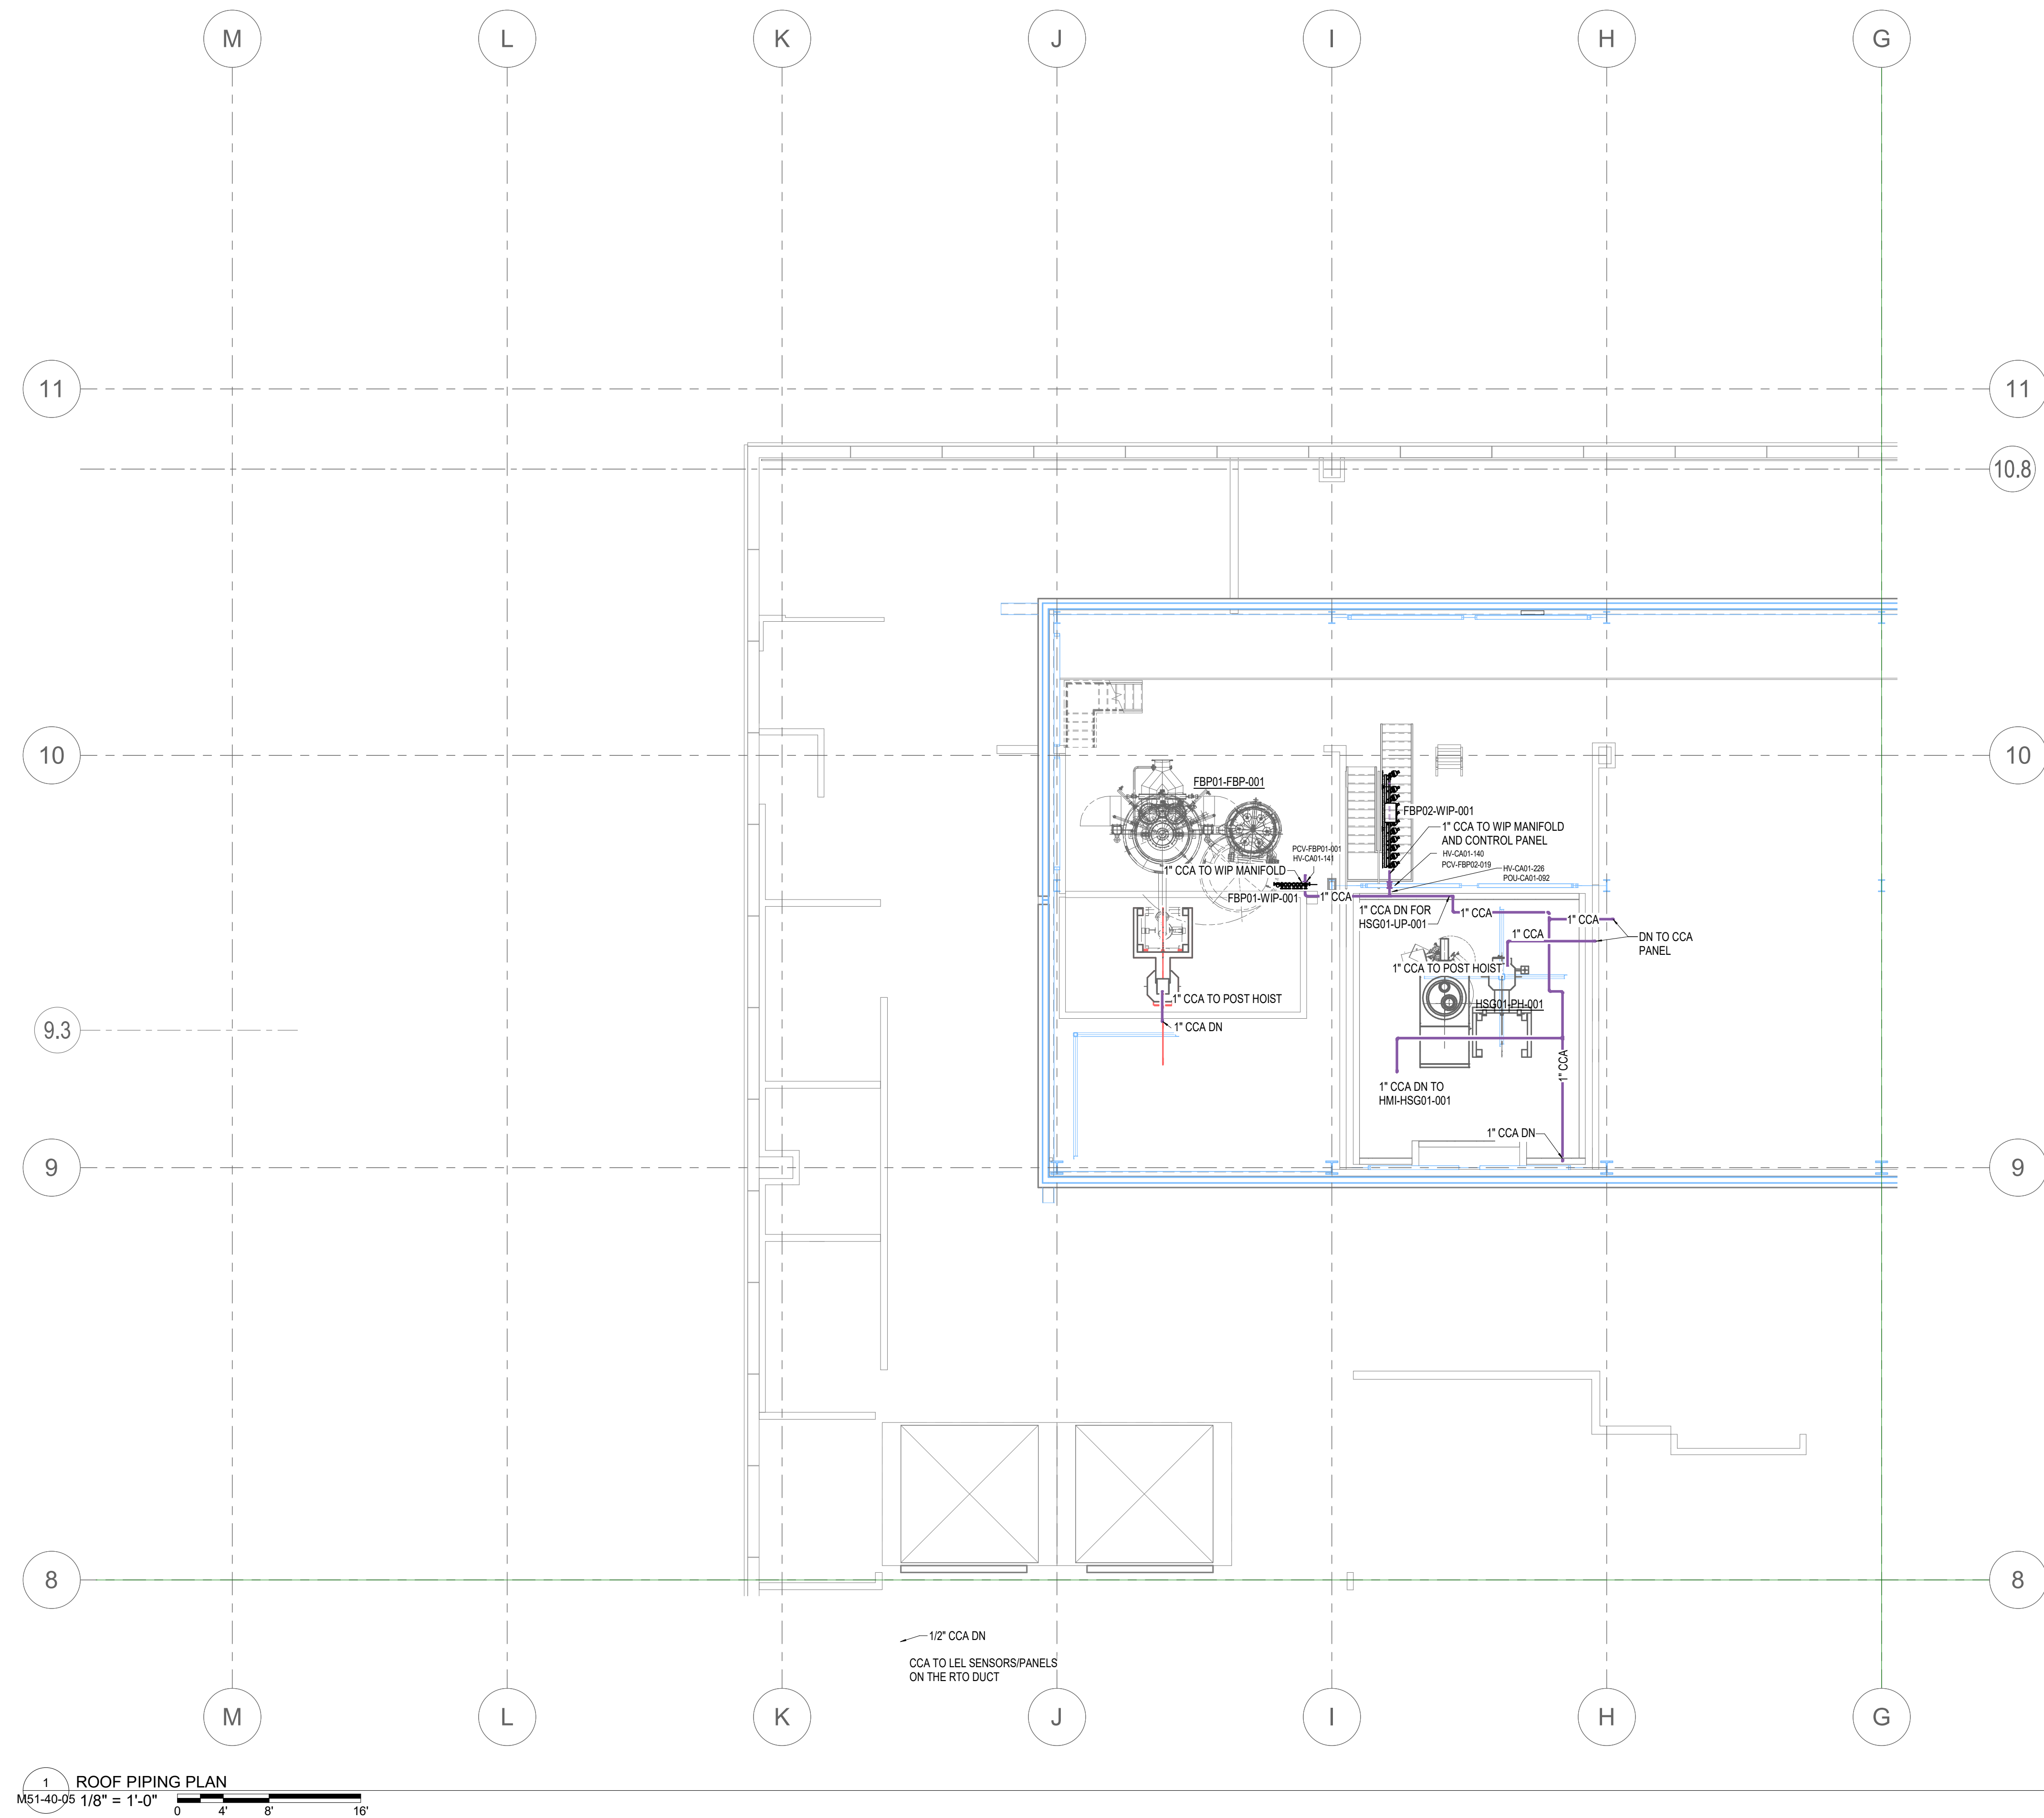 M
L
K
J
I
H
G
11
11
10.8
10
10
FBP01-FBP-001
FBP02-WIP-001
1" CCA TO WIP MANIFOLD
AND CONTROL PANEL
PCV-FBP01-001
HV-CA01-141
HV-CA01-140
PCV-FBP02-019
1" CCA TO WIP MANIFOLD
HV-CA01-226
POU-CA01-092
FBP01-WIP-001
1" CCA
1" CCA DN FOR
HSG01-UP-001
1" CCA
1" CCA
1" CCA
DN TO CCA
PANEL
1" CCA TO POST HOIST
1" CCA TO POST HOIST
HSG01-PH-001
1" CCA DN
9.3
1" CCA
1" CCA DN TO
HMI-HSG01-001
1" CCA DN
9
9
8
8
1/2" CCA DN
CCA TO LEL SENSORS/PANELS
ON THE RTO DUCT
M
L
K
J
I
H
G
1
ROOF PIPING PLAN
M51-40-05
1/8" = 1'-0"
0 4' 8' 16'